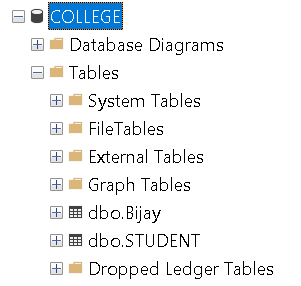 COLLEGE
Database Diagrams
Tables
System Tables
FileTables
External Tables
Graph Tables
dbo.Bijay
dbo.STUDENT
Dropped Ledger Tables